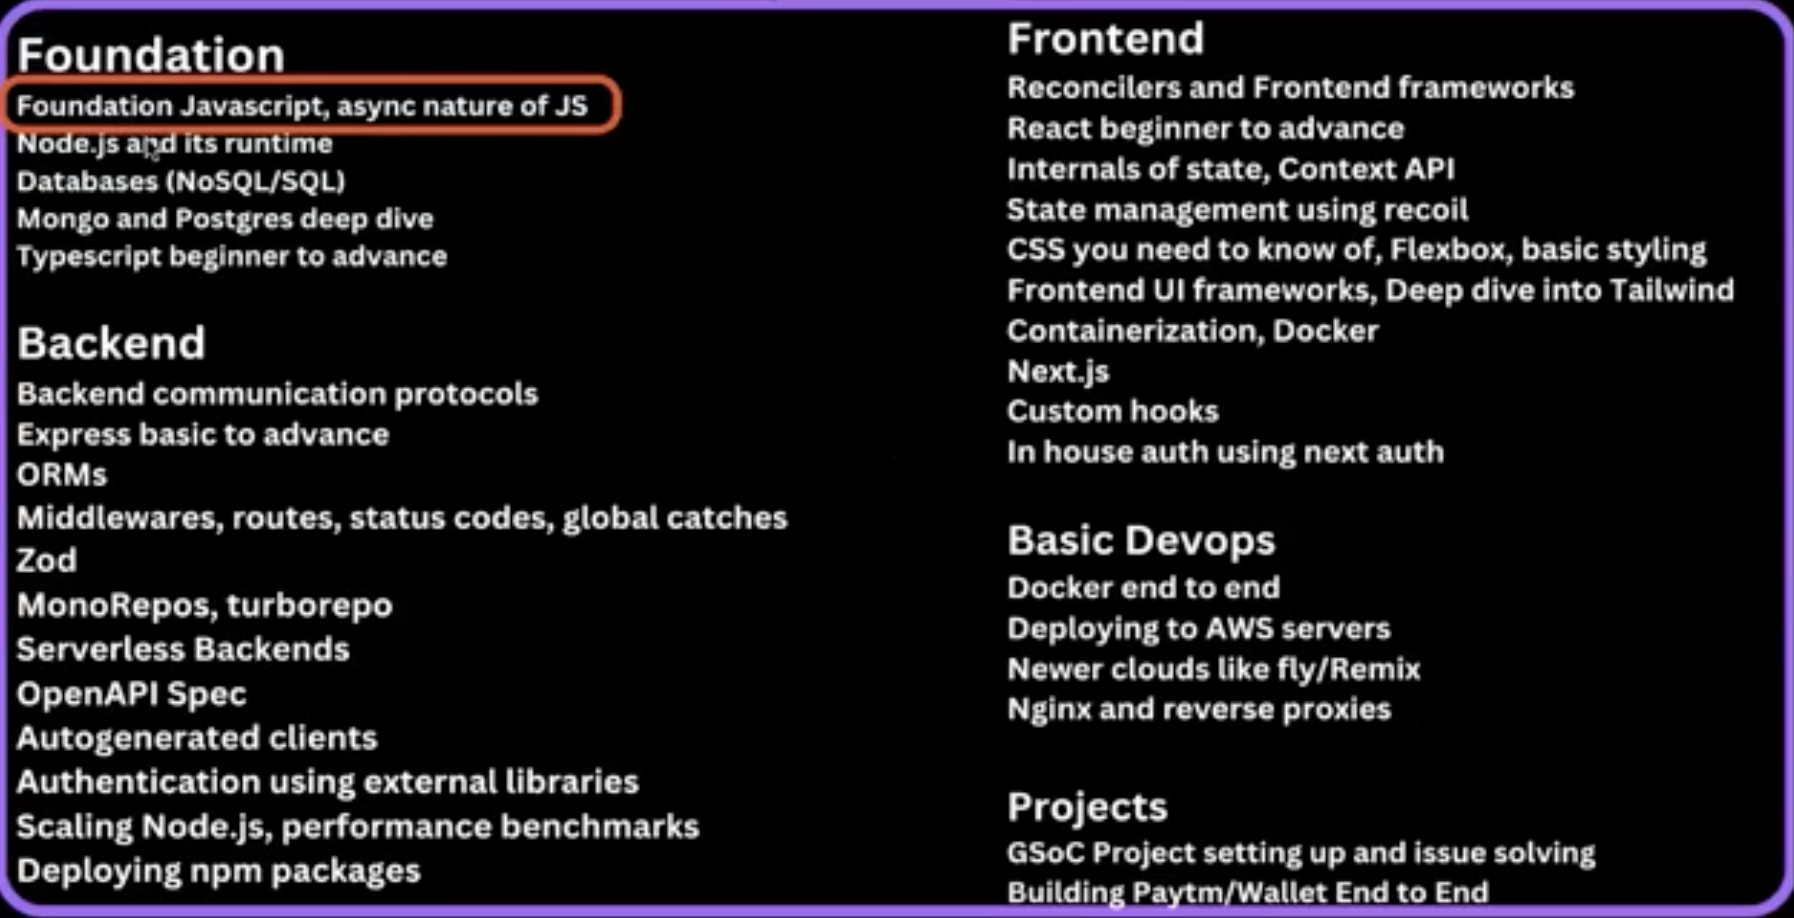 Foundation
Foundation Javascript, async nature of JS
Node.js and its runtime
Databases (NoSQL/SQL)
Mongo and Postgres deep dive
Typescript beginner to advance
Backend
Backend communication protocols
Express basic to advance
ORMs
Middlewares, routes, status codes, global catches
Zod
MonoRepos, turborepo
Serverless Backends
OpenAPI Spec
Autogenerated clients
Authentication using external libraries
Scaling Node.js, performance benchmarks
Deploying npm packages
Frontend
Reconcilers and Frontend frameworks
React beginner to advance
Internals of state, Context API
State management using recoil
CSS you need to know of, Flexbox, basic styling
Frontend UI frameworks, Deep dive into Tailwind
Containerization, Docker
Next.js
Custom hooks
In house auth using next auth
Basic Devops
Docker end to end
Deploying to AWS servers
Newer clouds like fly/Remix
Nginx and reverse proxies
Projects
GSoC Project setting up and issue solving
Building Paytm/Wallet End to End